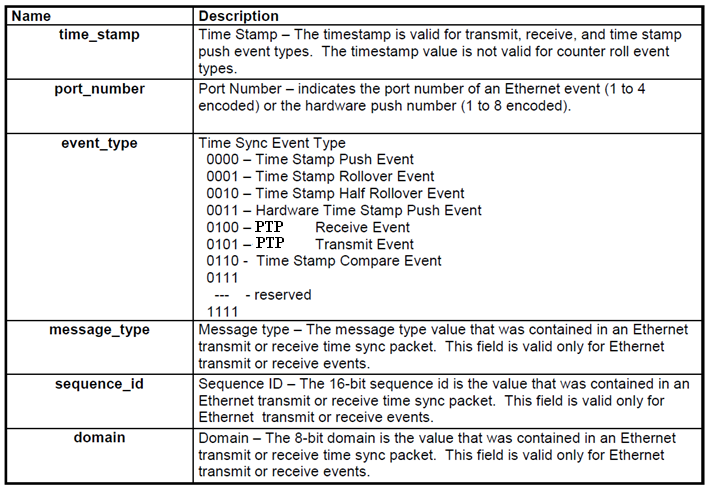 Name Description
time_stamp Time Stamp – The timestamp is valid for transmit, receive, and time stamp
push event types.  The timestamp value is not valid for counter roll event
types.
port_number Port Number – indicates the port number of an Ethernet event (1 to 4
encoded) or the hardware push number (1 to 8 encoded).
event_type Time Sync Event Type
0000 – Time Stamp Push Event
0001 – Time Stamp Rollover Event
0010 – Time Stamp Half Rollover Event
0011 – Hardware Time Stamp Push Event
0100 – PTP Receive Event
0101 – PTP Transmit Event
0110 - Time Stamp Compare Event
0111
--- - reserved
1111
message_type Message type – The message type value that was contained in an Ethernet
transmit or receive time sync packet.  This field is valid only for Ethernet
transmit or receive events.
sequence_id Sequence ID – The 16-bit sequence id is the value that was contained in an
Ethernet transmit or receive time sync packet.  This field is valid only for
Ethernet  transmit or receive events.
domain Domain – The 8-bit domain is the value that was contained in an Ethernet
transmit or receive time sync packet.  This field is valid only for Ethernet
transmit or receive events.